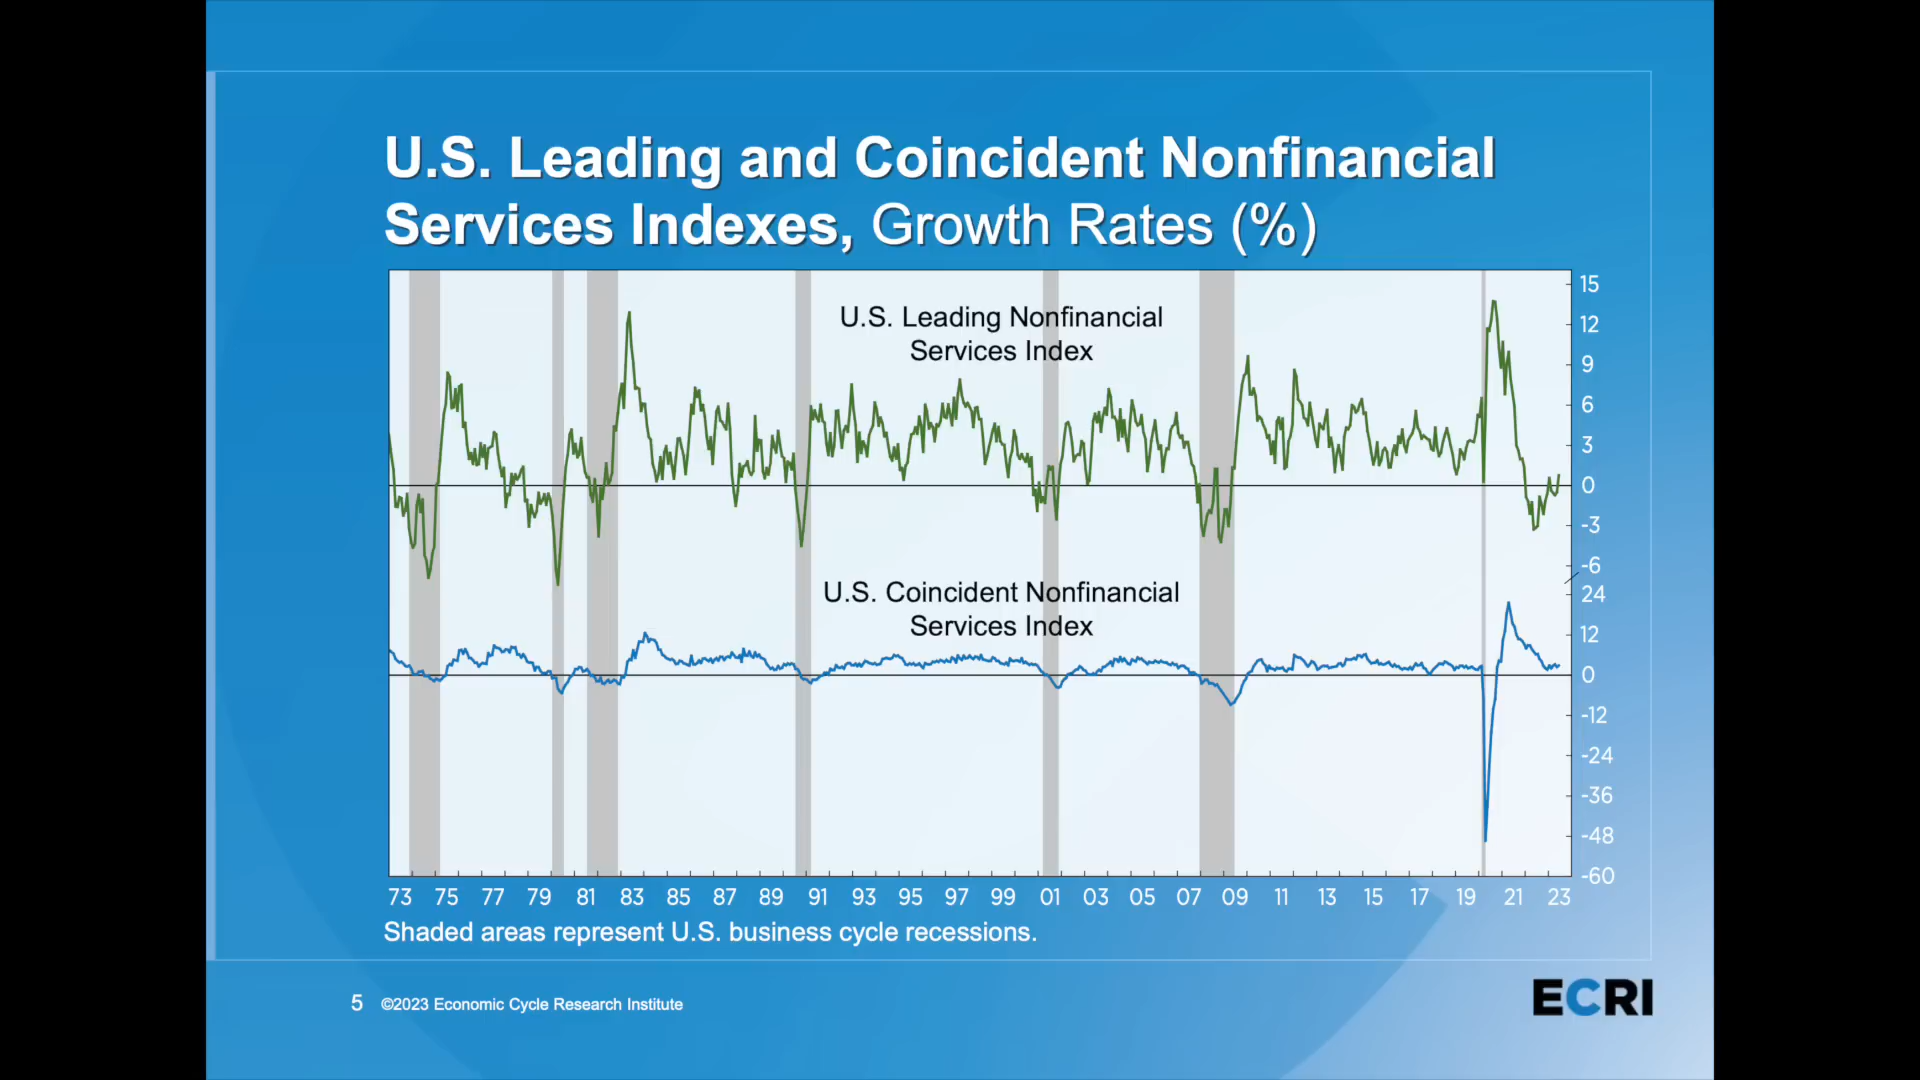 U.S. Leading and Coincident Nonfinancial
Services Indexes, Growth Rates (%)
U.S. Leading Nonfinancial
Services Index
15
12
9
6
3
0
-3
-6
U.S. Coincident Nonfinancial
Services Index
24
12
0
-12
-24
-36
-48
-60
73 75 77 79 81 83 85 87 89 91 93 95 97 99 01 03 05 07 09 11 13 15 17 19 21 23
Shaded areas represent U.S. business cycle recessions.
5 ©2023 Economic Cycle Research Institute
ECRI